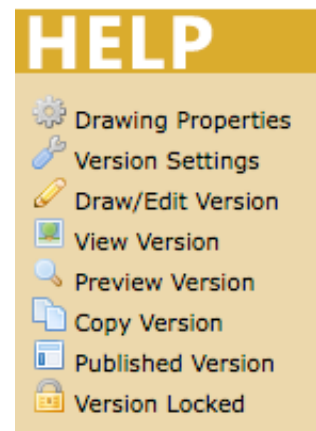 HELP
Drawing Properties
Version Settings
Draw/Edit Version
View Version
Preview Version
Copy Version
Published Version
Version Locked